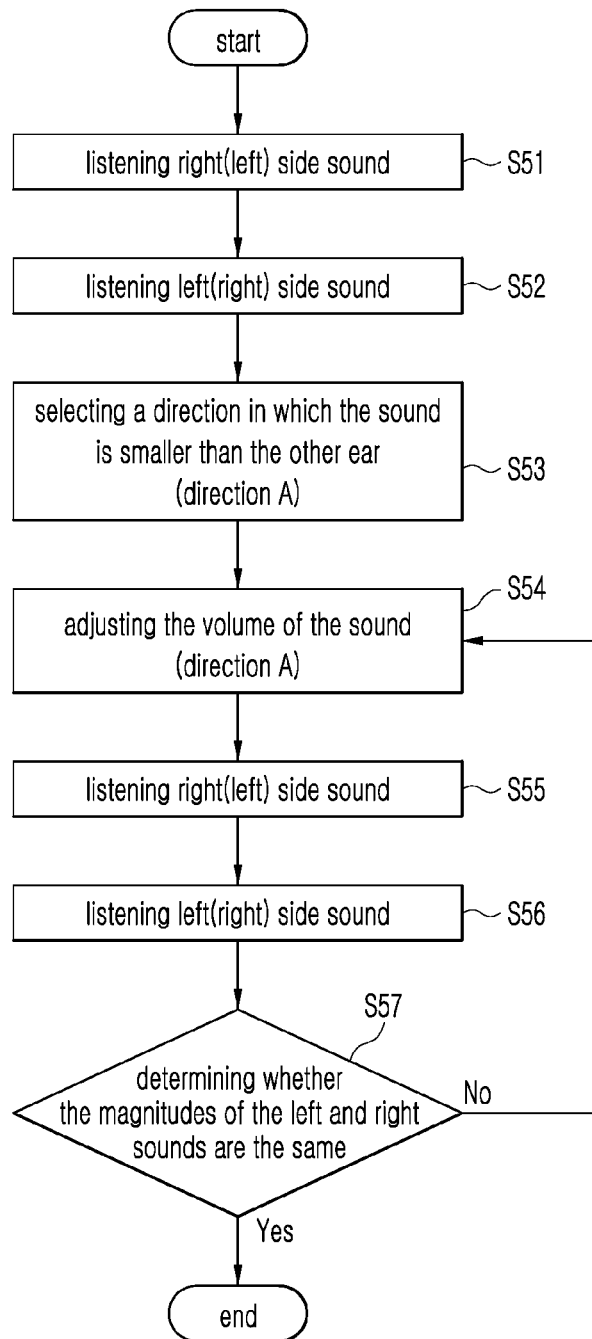 start
listening right(left) side sound
S51
listening left(right) side sound
S52
selecting a direction in which the sound
is smaller than the other ear
(direction A)
S53
S54
adjusting the volume of the sound
(direction A)
listening right(left) side sound
S55
listening left(right) side sound
S56
S57
determining whether
the magnitudes of the left and right
sounds are the same
No
Yes
end